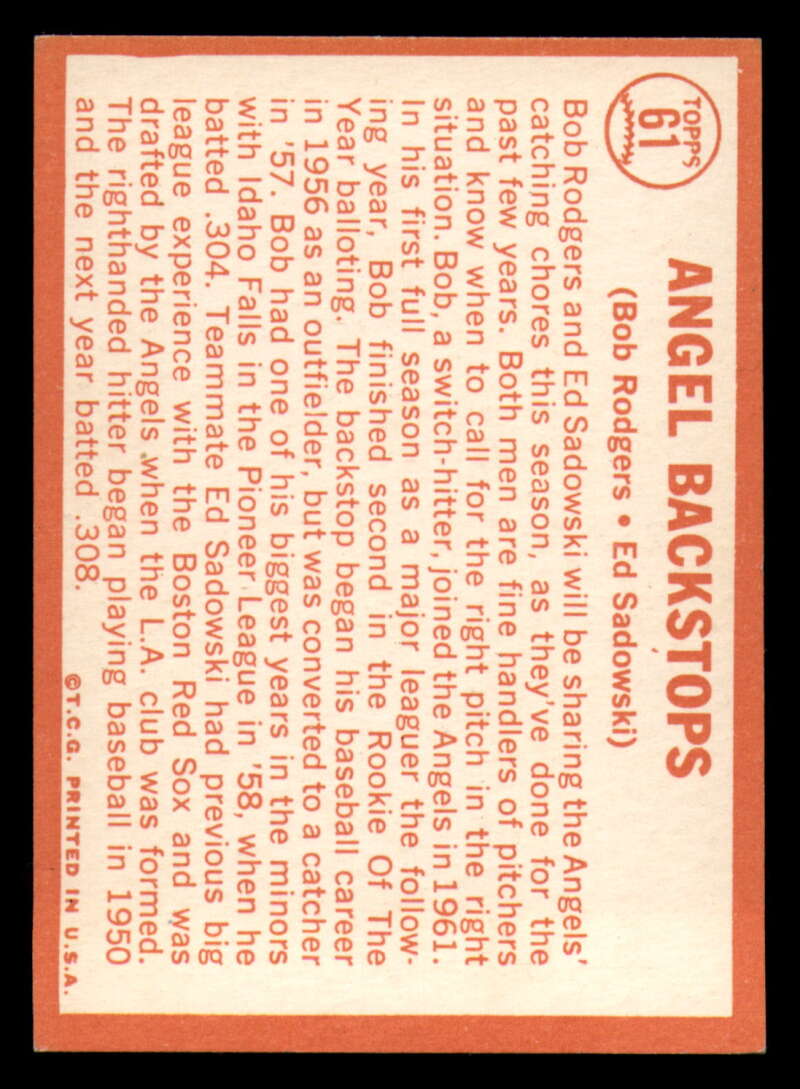 TOPPS
61
ANGEL BACKSTOPS
(Bob Rodgers • Ed Sadowski)
Bob Rodgers and Ed Sadowski will be sharing the Angels'
catching chores this season, as they've done for the
past few years. Both men are fine handlers of pitchers
and know when to call for the right pitch in the right
situation. Bob, a switch-hitter, joined the Angels in 1961.
In his first full season as a major leaguer the follow-
ing year, Bob finished second in the Rookie Of The
Year balloting. The backstop began his baseball career
in 1956 as an outfielder, but was converted to a catcher
in '57. Bob had one of his biggest years in the minors
with Idaho Falls in the Pioneer League in '58, when he
batted .304. Teammate Ed Sadowski had previous big
league experience with the Boston Red Sox and was
drafted by the Angels when the L.A. club was formed.
The righthanded hitter began playing baseball in 1950
and the next year batted .308.
©T.C.G. PRINTED IN U.S.A.